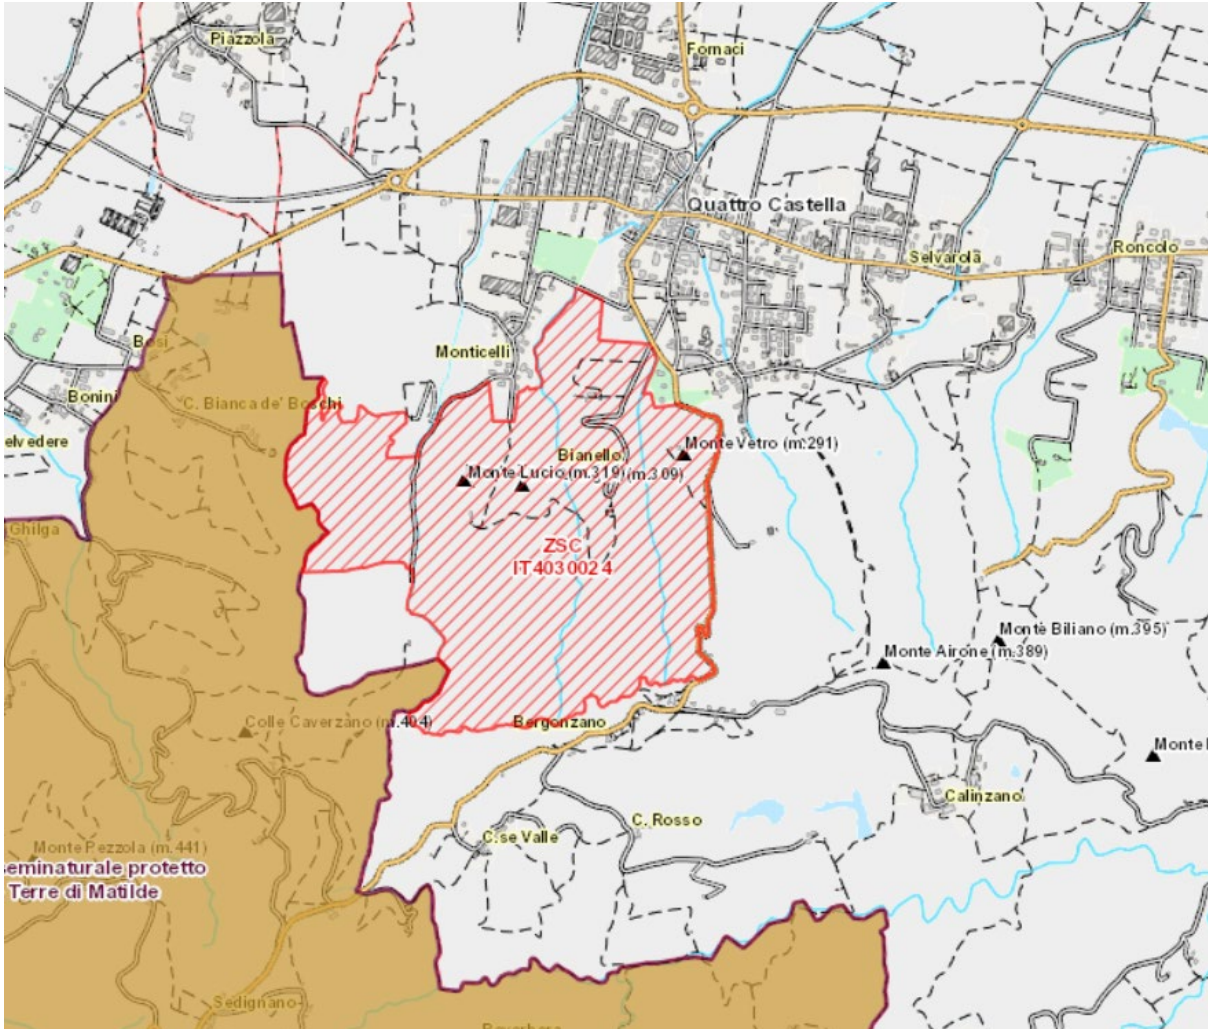 Piazzola
Fornaci
Quattro Castella
Roncolo
Selvarola
Bosi
Monticelli
Bonini
C. Bianca de' Boschi
elvedere
Monte Vetro (m.291)
Bianello
Monte Lucio (m.319)
(m.309)
Ghilga
ZSC
IT4030024
Monte Biliano (m.395)
Monte Airone (m.389)
Colle Caverzano (m.404)
Bergonzano
Monte
Calinzano
C. Rosso
C.se Valle
Monte Pezzola (m.441)
seminaturale protetto
Terre di Matilde
Sedignano